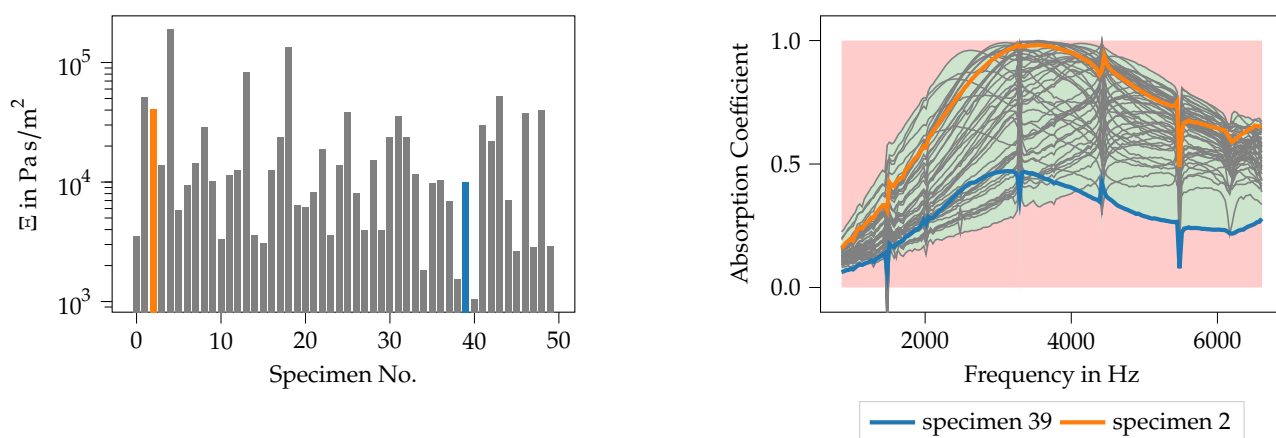 10^5
10^4
10^3
Ξ in Pa s/m^2
0
10
20
30
40
50
Specimen No.
1.0
0.5
0.0
Absorption Coefficient
2000
4000
6000
Frequency in Hz
specimen 39
specimen 2